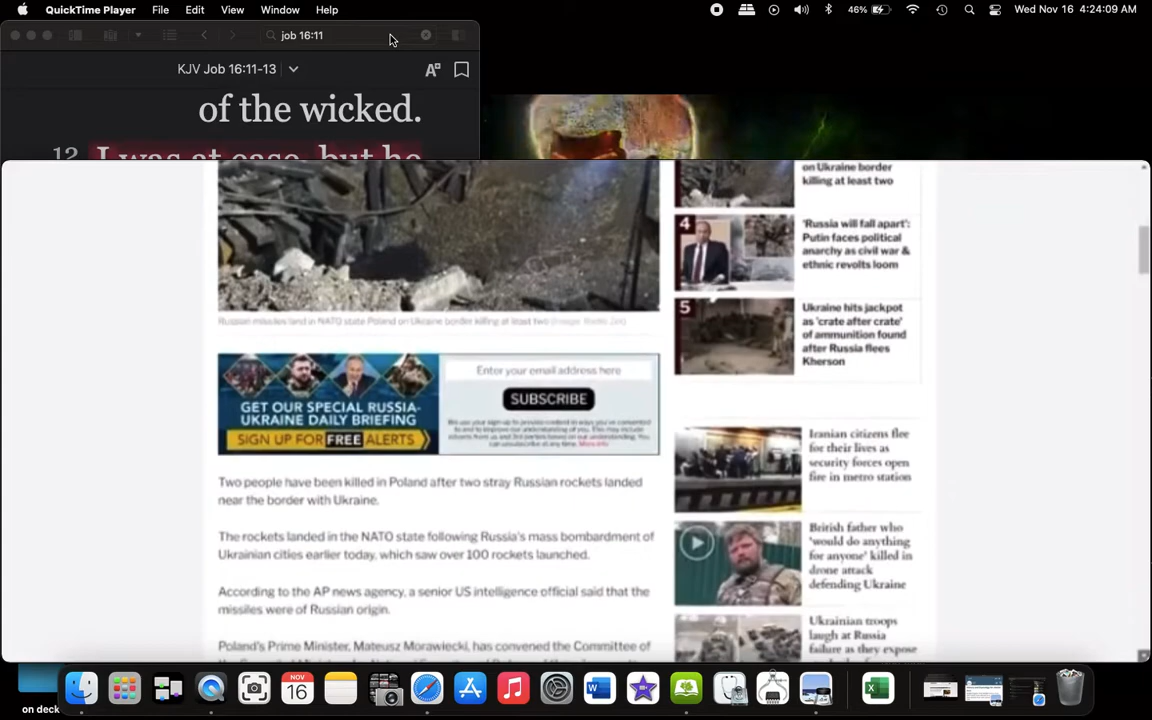 QuickTime Player File Edit View Window Help 46% Wed Nov 16 4:24:09 AM
job 16:11
KJV Job 16:11-13
of the wicked.
12 I was at ease, but he
on Ukraine border
killing at least two
4 'Russia will fall apart':
Putin faces political
anarchy as civil war &
ethnic revolts loom
5 Ukraine hits jackpot
as 'crate after crate'
of ammunition found
after Russia flees
Kherson
Russian missiles land in NATO state Poland on Ukraine border killing at least two
GET OUR SPECIAL RUSSIA-
UKRAINE DAILY BRIEFING
SIGN UP FOR FREE ALERTS
Enter your email address here
SUBSCRIBE
Two people have been killed in Poland after two stray Russian rockets landed
near the border with Ukraine.
The rockets landed in the NATO state following Russia's mass bombardment of
Ukrainian cities earlier today, which saw over 100 rockets launched.
According to the AP news agency, a senior US intelligence official said that the
missiles were of Russian origin.
Poland's Prime Minister, Mateusz Morawiecki, has convened the Committee of
Iranian citizens flee
for their lives as
security forces open
fire in metro station
British father who
'would do anything
for anyone' killed in
drone attack
defending Ukraine
Ukrainian troops
laugh at Russia
failure as they expose
NOV
16
on deck